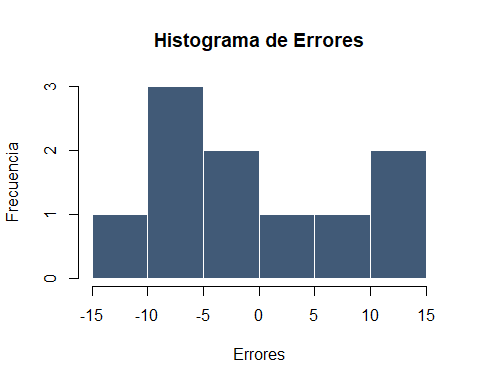 Histograma de Errores
Frecuencia
3
2
1
0
-15 -10 -5 0 5 10 15
Errores